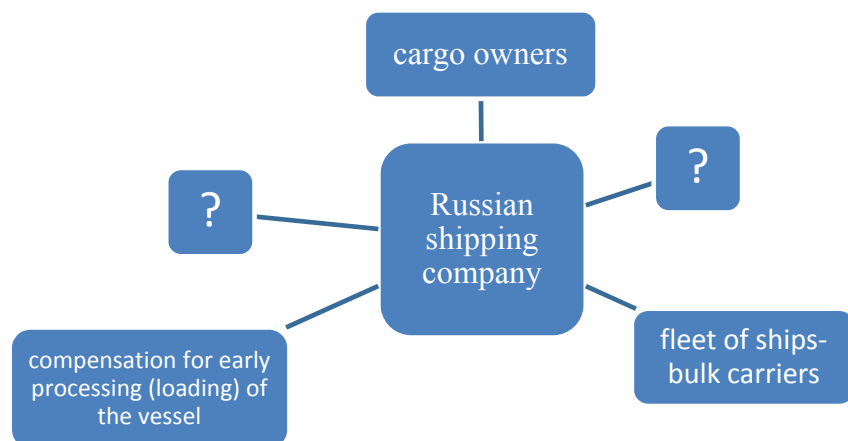 cargo owners
?
?
Russian
shipping
company
compensation for early
processing (loading) of
the vessel
fleet of ships-
bulk carriers